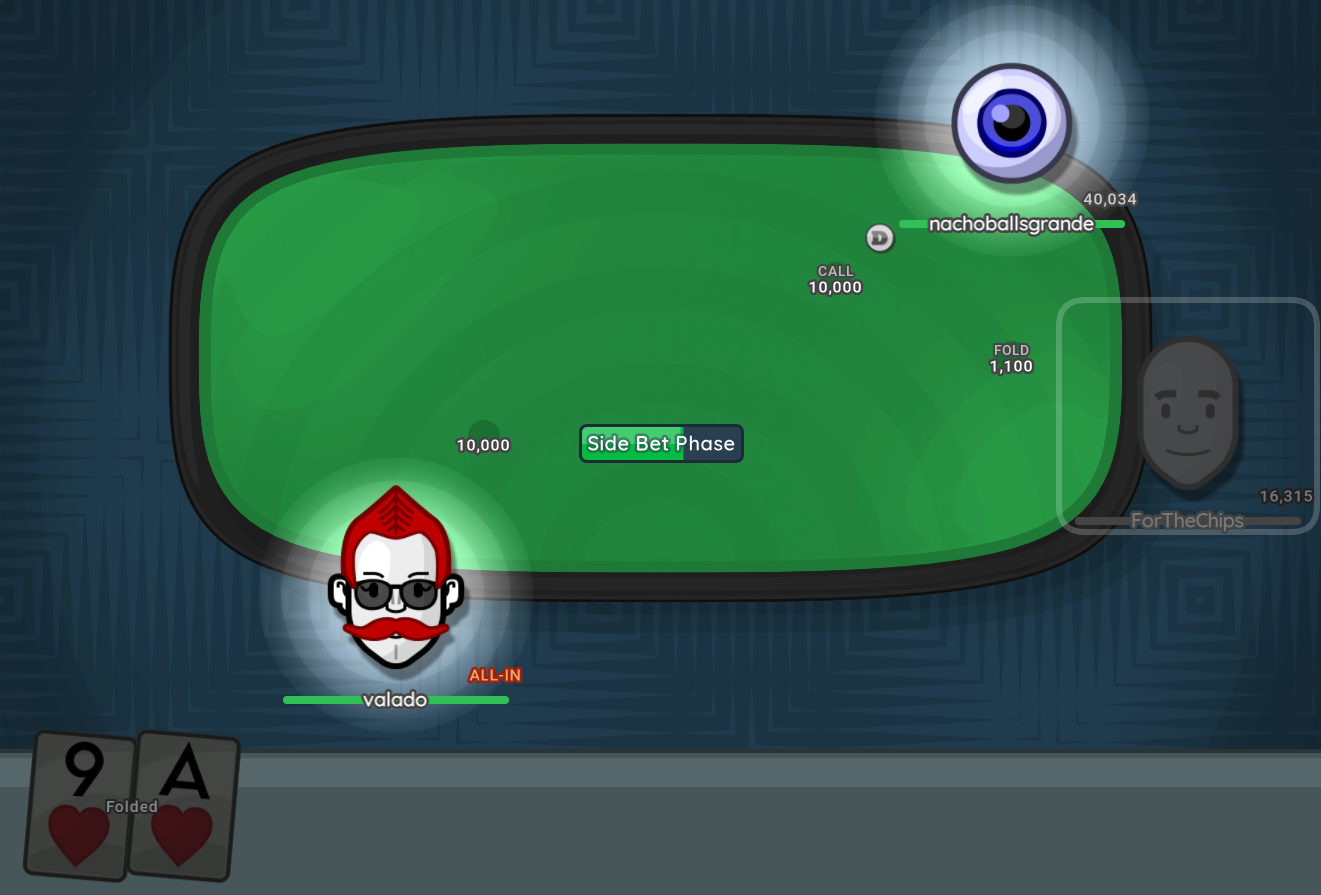 40,034
nachoballsgrande
D
CALL
10,000
FOLD
1,100
10,000
Side Bet Phase
16,315
ForTheChips
ALL-IN
valado
9 A
Folded